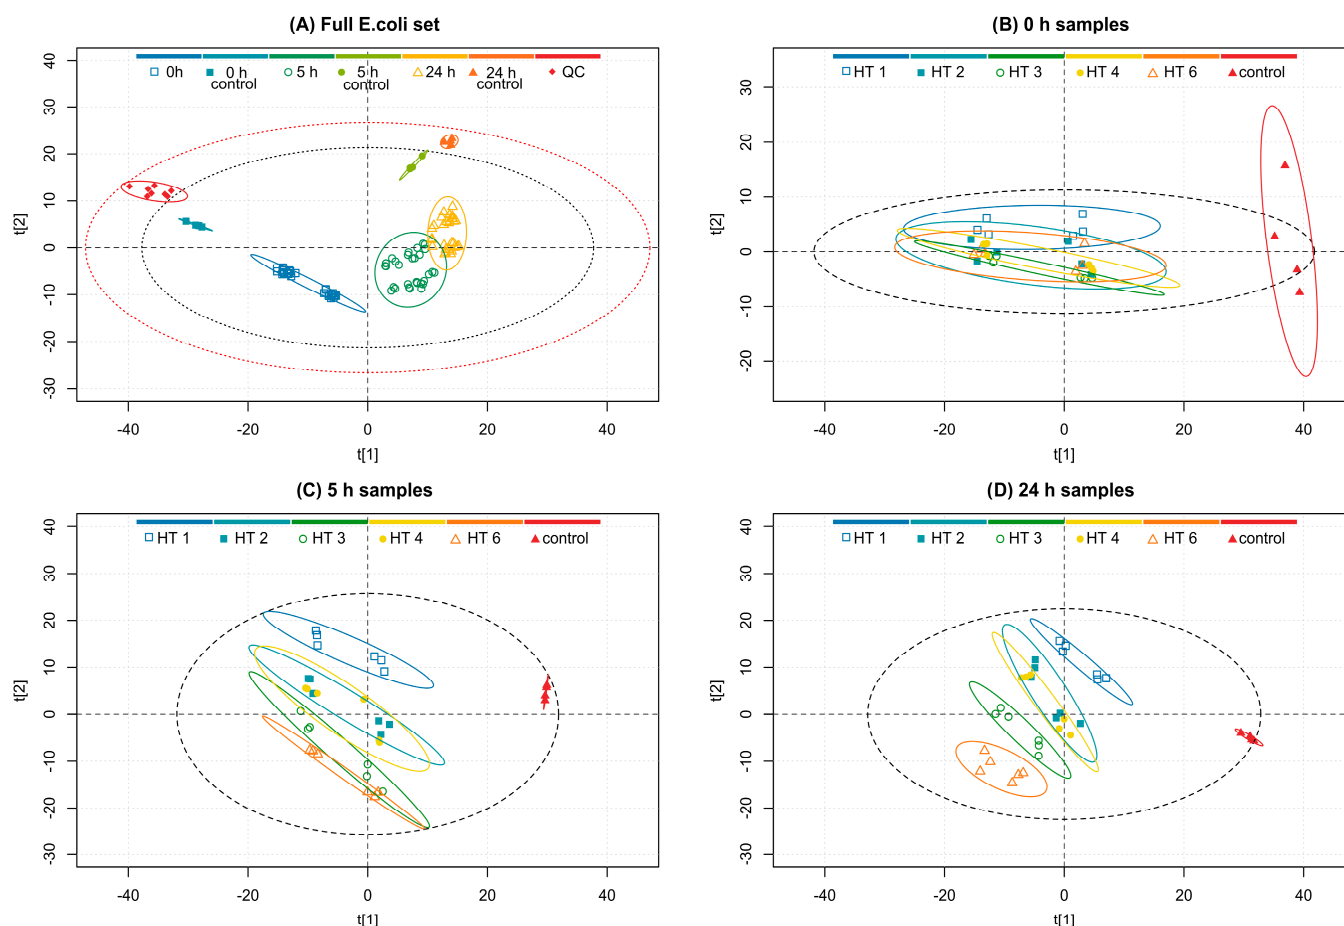 (A) Full E.coli set
0h
0 h control
5 h
5 h control
24 h
24 h control
QC
40
30
20
10
0
-10
-20
-30
t[2]
-40 -20 0 20 40
t[1]
(B) 0 h samples
HT 1 HT 2 HT 3 HT 4 HT 6 control
30
20
10
0
-10
-20
t[2]
-40 -20 0 20 40
t[1]
(C) 5 h samples
HT 1 HT 2 HT 3 HT 4 HT 6 control
40
30
20
10
0
-10
-20
-30
t[2]
-40 -20 0 20 40
t[1]
(D) 24 h samples
HT 1 HT 2 HT 3 HT 4 HT 6 control
40
30
20
10
0
-10
-20
-30
t[2]
-40 -20 0 20 40
t[1]